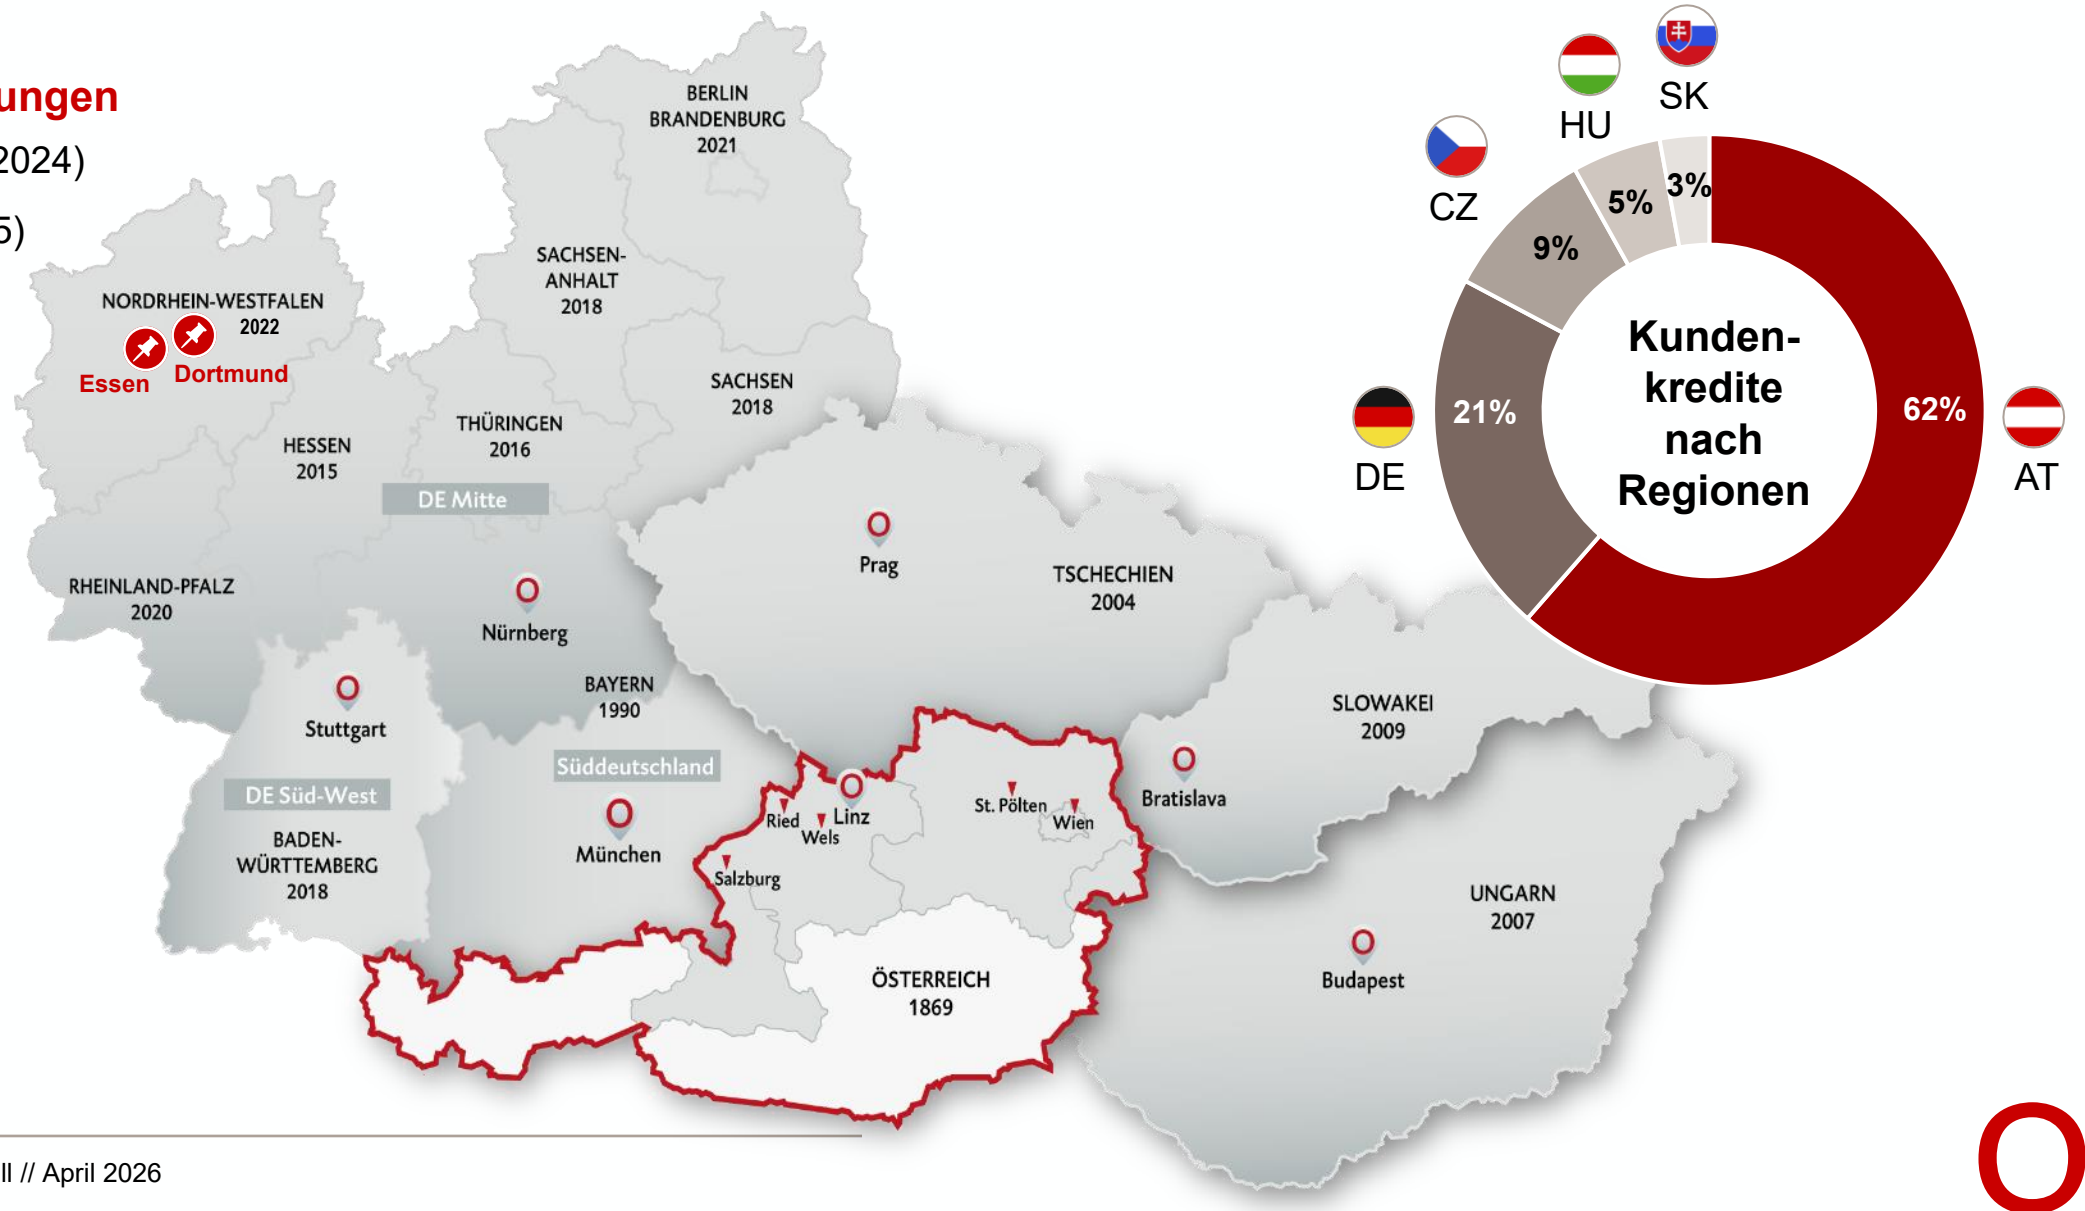 ungen
2024)
5)
BERLIN
BRANDENBURG
2021
SACHSEN-
ANHALT
2018
NORDRHEIN-WESTFALEN
2022
Essen
Dortmund
SACHSEN
2018
THÜRINGEN
2016
HESSEN
2015
DE Mitte
RHEINLAND-PFALZ
2020
Nürnberg
Prag
TSCHECHIEN
2004
BAYERN
1990
Stuttgart
Süddeutschland
DE Süd-West
BADEN-
WÜRTTEMBERG
2018
München
Ried
Wels
Linz
Salzburg
St. Pölten
Wien
Bratislava
SLOWAKEI
2009
UNGARN
2007
Budapest
ÖSTERREICH
1869
SK
HU
CZ
DE
AT
3%
5%
9%
21%
62%
Kunden-
kredite
nach
Regionen
ll // April 2026
O